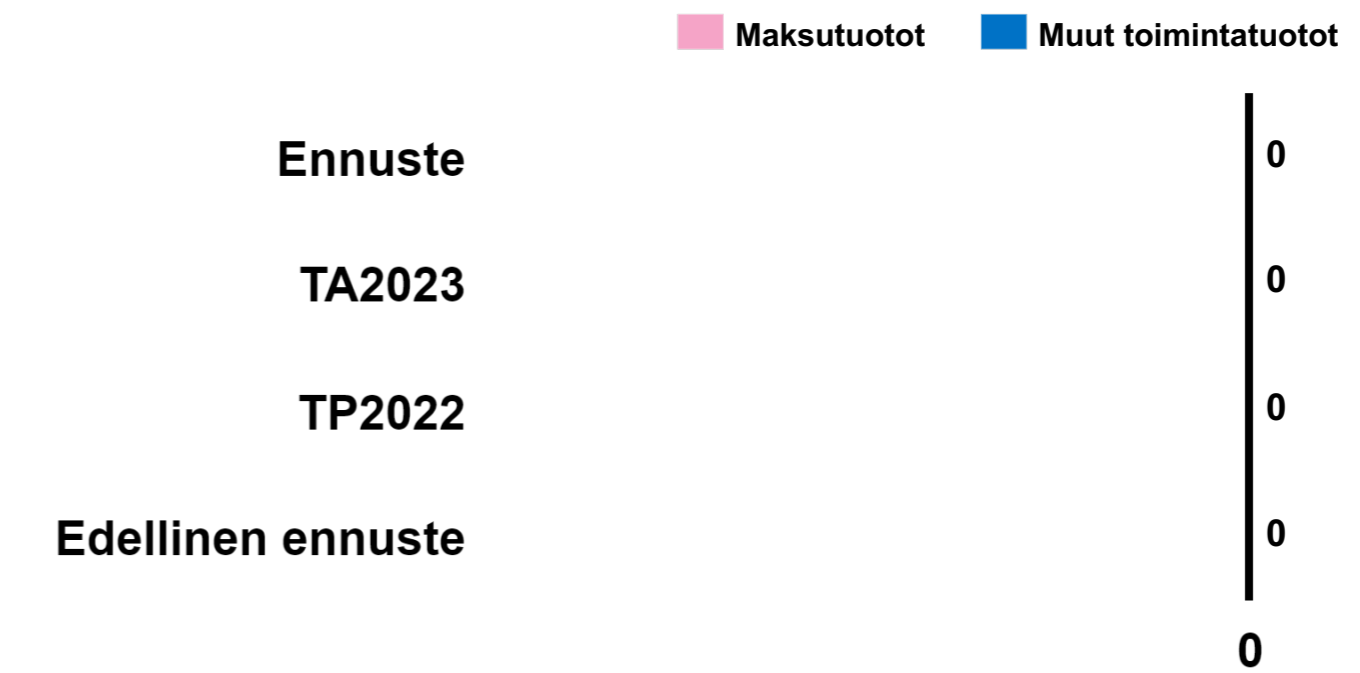 Maksutuotot Muut toimintatuotot
Ennuste 0
TA2023 0
TP2022 0
Edellinen ennuste 0
0